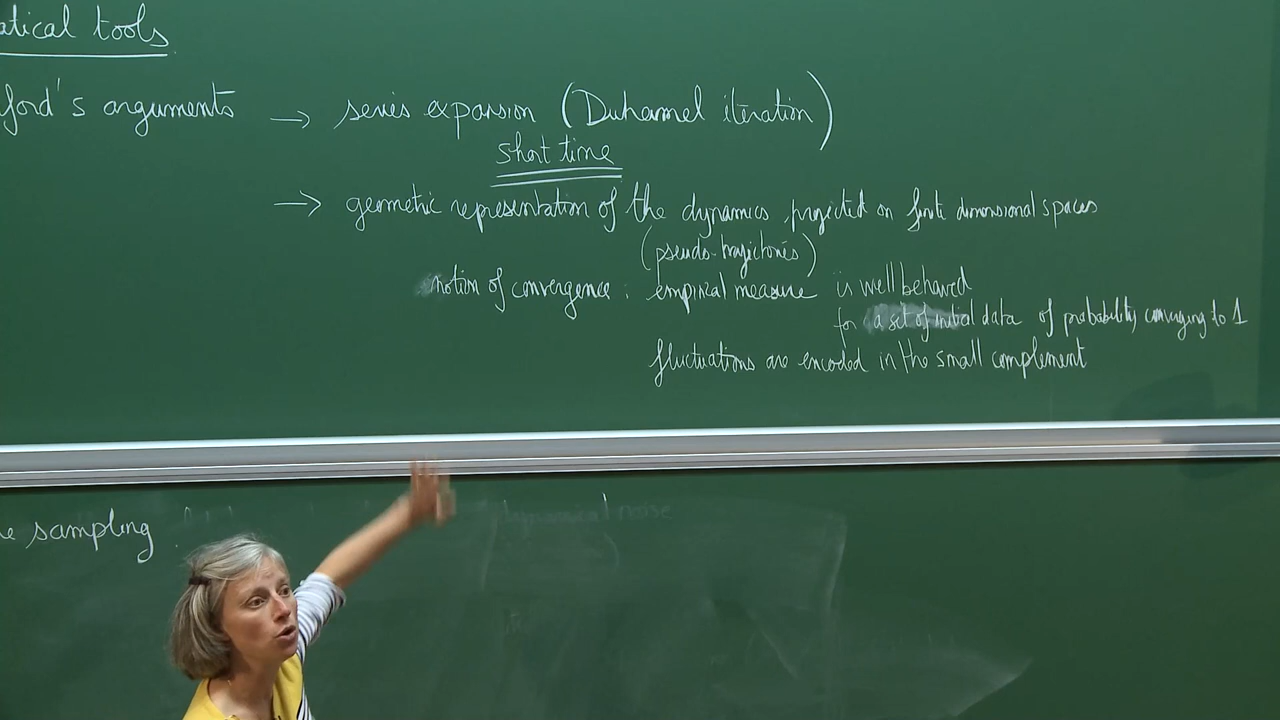 atical tools
ford's arguments → series expansion (Duhamel iteration)
short time
→ geometric representation of the dynamics projected on finite dimensional spaces
(pseudo-trajectories)
notion of convergence : empirical measure is well behaved
for a set of initial data of probability converging to 1
fluctuations are encoded in the small complement
e sampling
dynamical noise